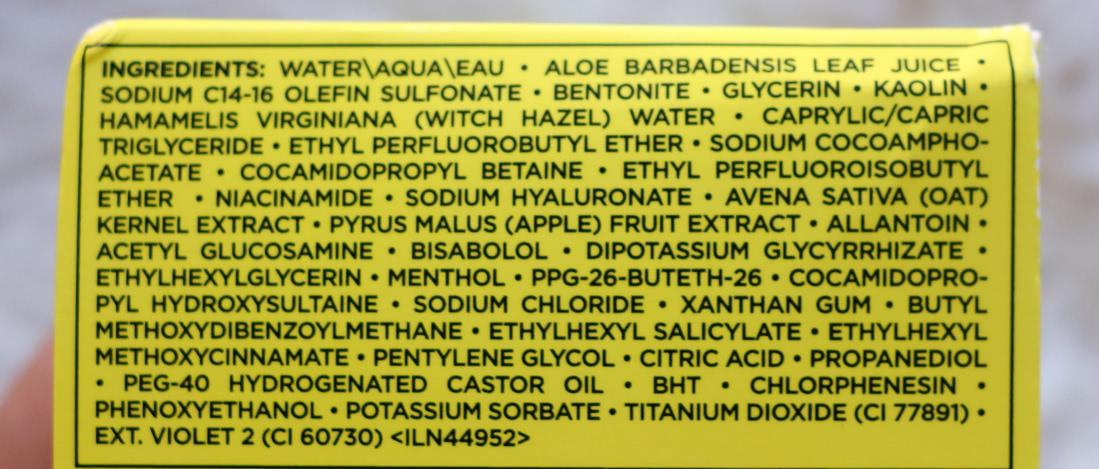 INGREDIENTS: WATER\AQUA\EAU • ALOE BARBADENSIS LEAF JUICE •
SODIUM C14-16 OLEFIN SULFONATE • BENTONITE • GLYCERIN • KAOLIN •
HAMAMELIS VIRGINIANA (WITCH HAZEL) WATER • CAPRYLIC/CAPRIC
TRIGLYCERIDE • ETHYL PERFLUOROBUTYL ETHER • SODIUM COCOAMPHO-
ACETATE • COCAMIDOPROPYL BETAINE • ETHYL PERFLUOROISOBUTYL
ETHER • NIACINAMIDE • SODIUM HYALURONATE • AVENA SATIVA (OAT)
KERNEL EXTRACT • PYRUS MALUS (APPLE) FRUIT EXTRACT • ALLANTOIN •
ACETYL GLUCOSAMINE • BISABOLOL • DIPOTASSIUM GLYCYRRHIZATE •
ETHYLHEXYLGLYCERIN • MENTHOL • PPG-26-BUTETH-26 • COCAMIDOPRO-
PYL HYDROXYSULTAINE • SODIUM CHLORIDE • XANTHAN GUM • BUTYL
METHOXYDIBENZOYLMETHANE • ETHYLHEXYL SALICYLATE • ETHYLHEXYL
METHOXYCINNAMATE • PENTYLENE GLYCOL • CITRIC ACID • PROPANEDIOL
• PEG-40 HYDROGENATED CASTOR OIL • BHT • CHLORPHENESIN •
PHENOXYETHANOL • POTASSIUM SORBATE • TITANIUM DIOXIDE (CI 77891) •
EXT. VIOLET 2 (CI 60730) <ILN44952>